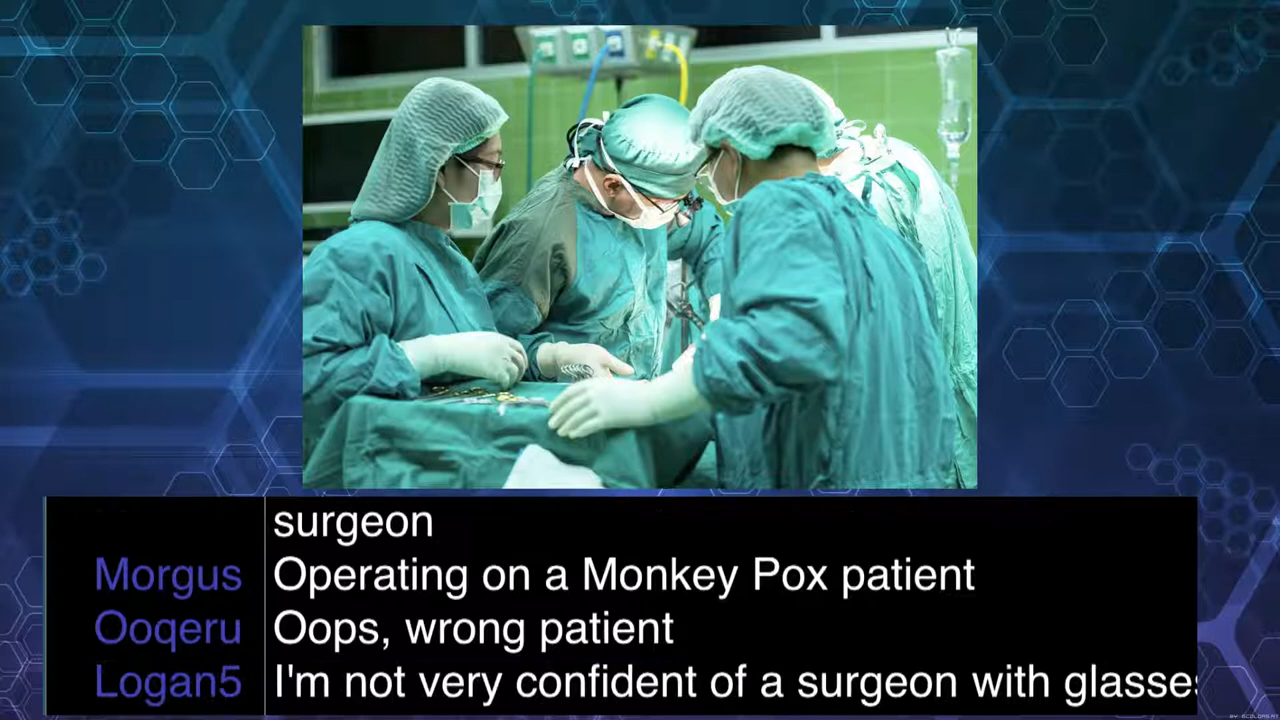 surgeon
Morgus Operating on a Monkey Pox patient
Ooqeru Oops, wrong patient
Logan5 I'm not very confident of a surgeon with glasses